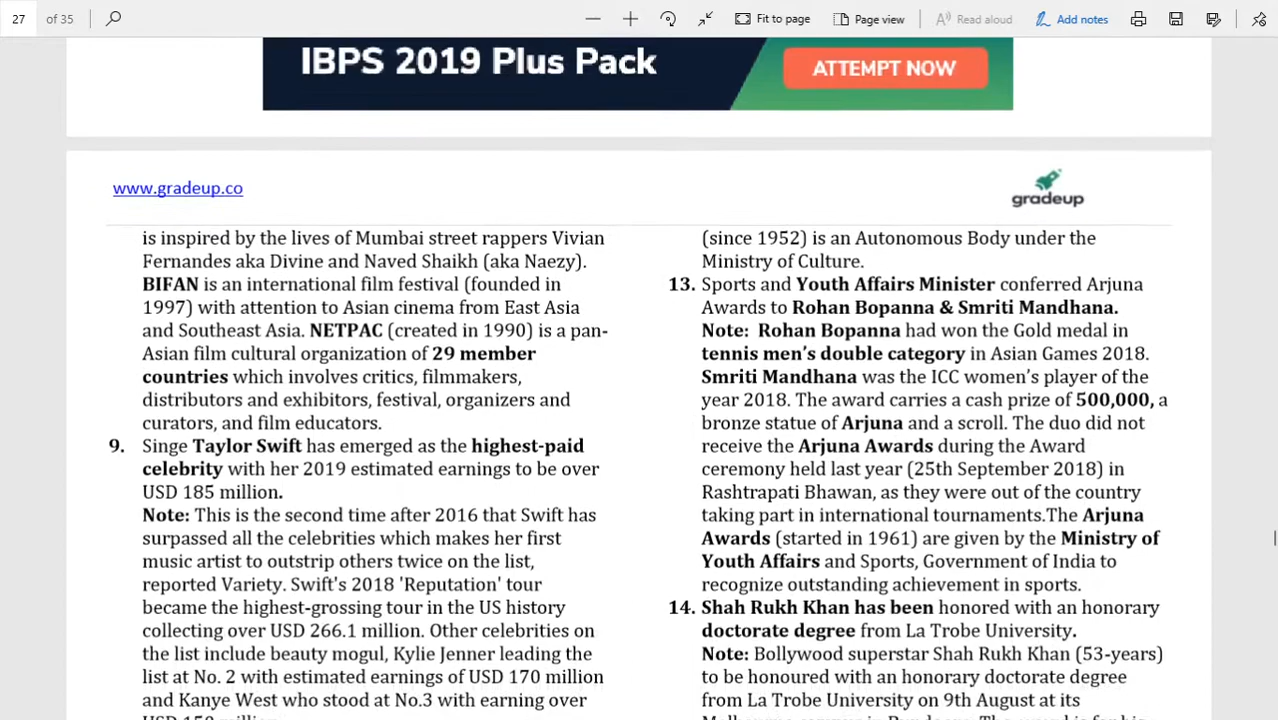 27 of 35 Fit to page Page view Read aloud Add notes
IBPS 2019 Plus Pack
ATTEMPT NOW
www.gradeup.co
gradeup
is inspired by the lives of Mumbai street rappers Vivian
Fernandes aka Divine and Naved Shaikh (aka Naezy).
BIFAN is an international film festival (founded in
1997) with attention to Asian cinema from East Asia
and Southeast Asia. NETPAC (created in 1990) is a pan-
Asian film cultural organization of 29 member
countries which involves critics, filmmakers,
distributors and exhibitors, festival, organizers and
curators, and film educators.
9. Singe Taylor Swift has emerged as the highest-paid
celebrity with her 2019 estimated earnings to be over
USD 185 million.
Note: This is the second time after 2016 that Swift has
surpassed all the celebrities which makes her first
music artist to outstrip others twice on the list,
reported Variety. Swift's 2018 'Reputation' tour
became the highest-grossing tour in the US history
collecting over USD 266.1 million. Other celebrities on
the list include beauty mogul, Kylie Jenner leading the
list at No. 2 with estimated earnings of USD 170 million
and Kanye West who stood at No.3 with earning over
USD 150 million
(since 1952) is an Autonomous Body under the
Ministry of Culture.
13. Sports and Youth Affairs Minister conferred Arjuna
Awards to Rohan Bopanna & Smriti Mandhana.
Note: Rohan Bopanna had won the Gold medal in
tennis men's double category in Asian Games 2018.
Smriti Mandhana was the ICC women's player of the
year 2018. The award carries a cash prize of 500,000, a
bronze statue of Arjuna and a scroll. The duo did not
receive the Arjuna Awards during the Award
ceremony held last year (25th September 2018) in
Rashtrapati Bhawan, as they were out of the country
taking part in international tournaments.The Arjuna
Awards (started in 1961) are given by the Ministry of
Youth Affairs and Sports, Government of India to
recognize outstanding achievement in sports.
14. Shah Rukh Khan has been honored with an honorary
doctorate degree from La Trobe University.
Note: Bollywood superstar Shah Rukh Khan (53-years)
to be honoured with an honorary doctorate degree
from La Trobe University on 9th August at its
Melbourne campus in Bundoora. The award is for his